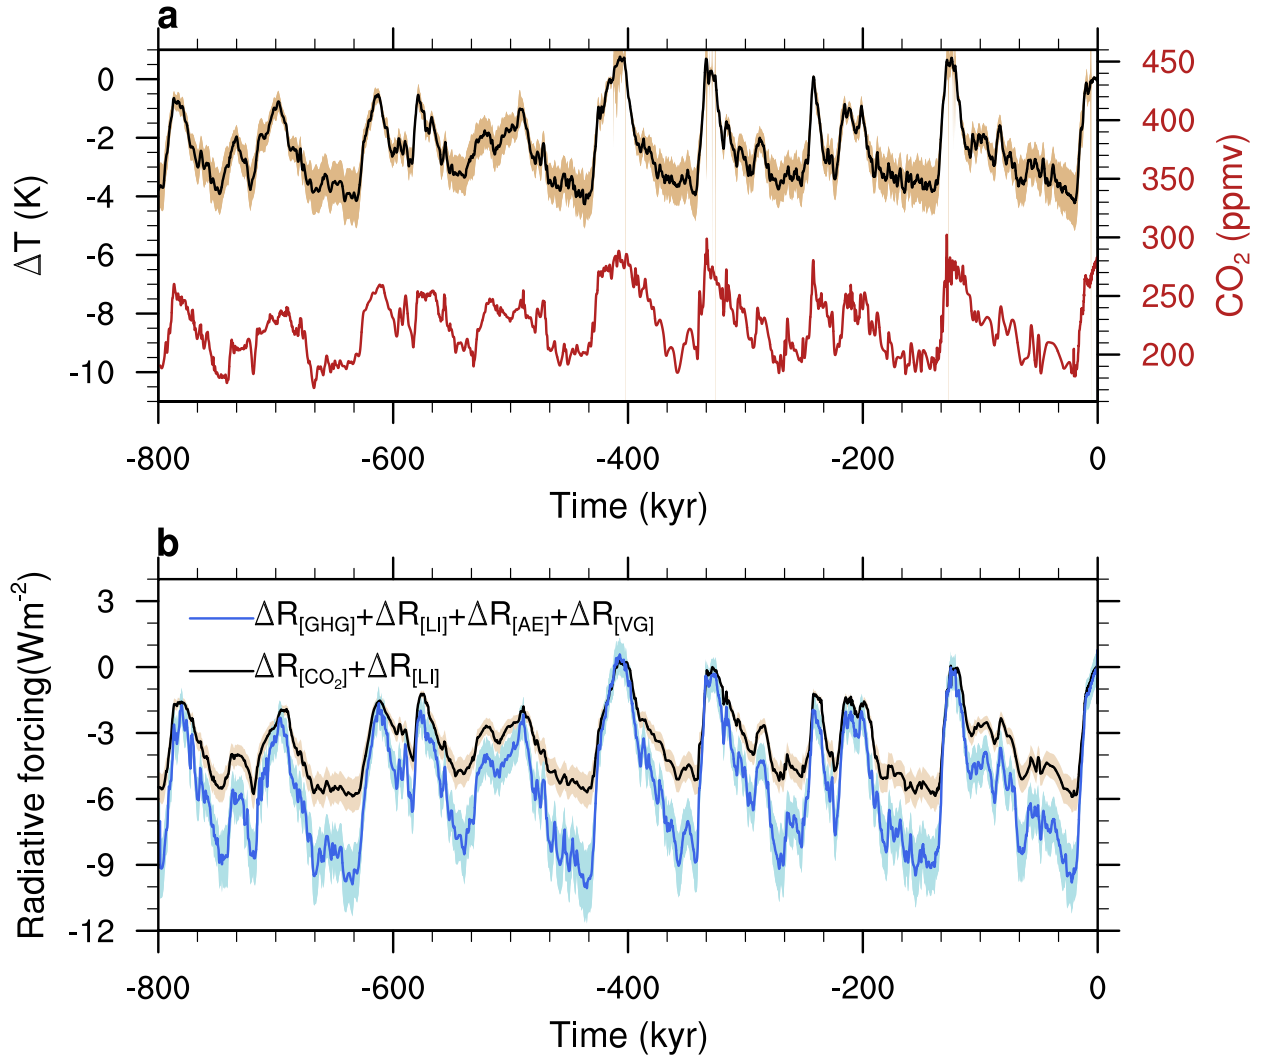 a
0
-2
-4
-6
-8
-10
ΔT (K)
450
400
350
300
250
200
CO₂ (ppmv)
-800 -600 -400 -200 0
Time (kyr)
b
3
0
-3
-6
-9
-12
Radiative forcing(Wm⁻²)
ΔR[GHG]+ΔR[LI]+ΔR[AE]+ΔR[VG]
ΔR[CO₂]+ΔR[LI]
-800 -600 -400 -200 0
Time (kyr)